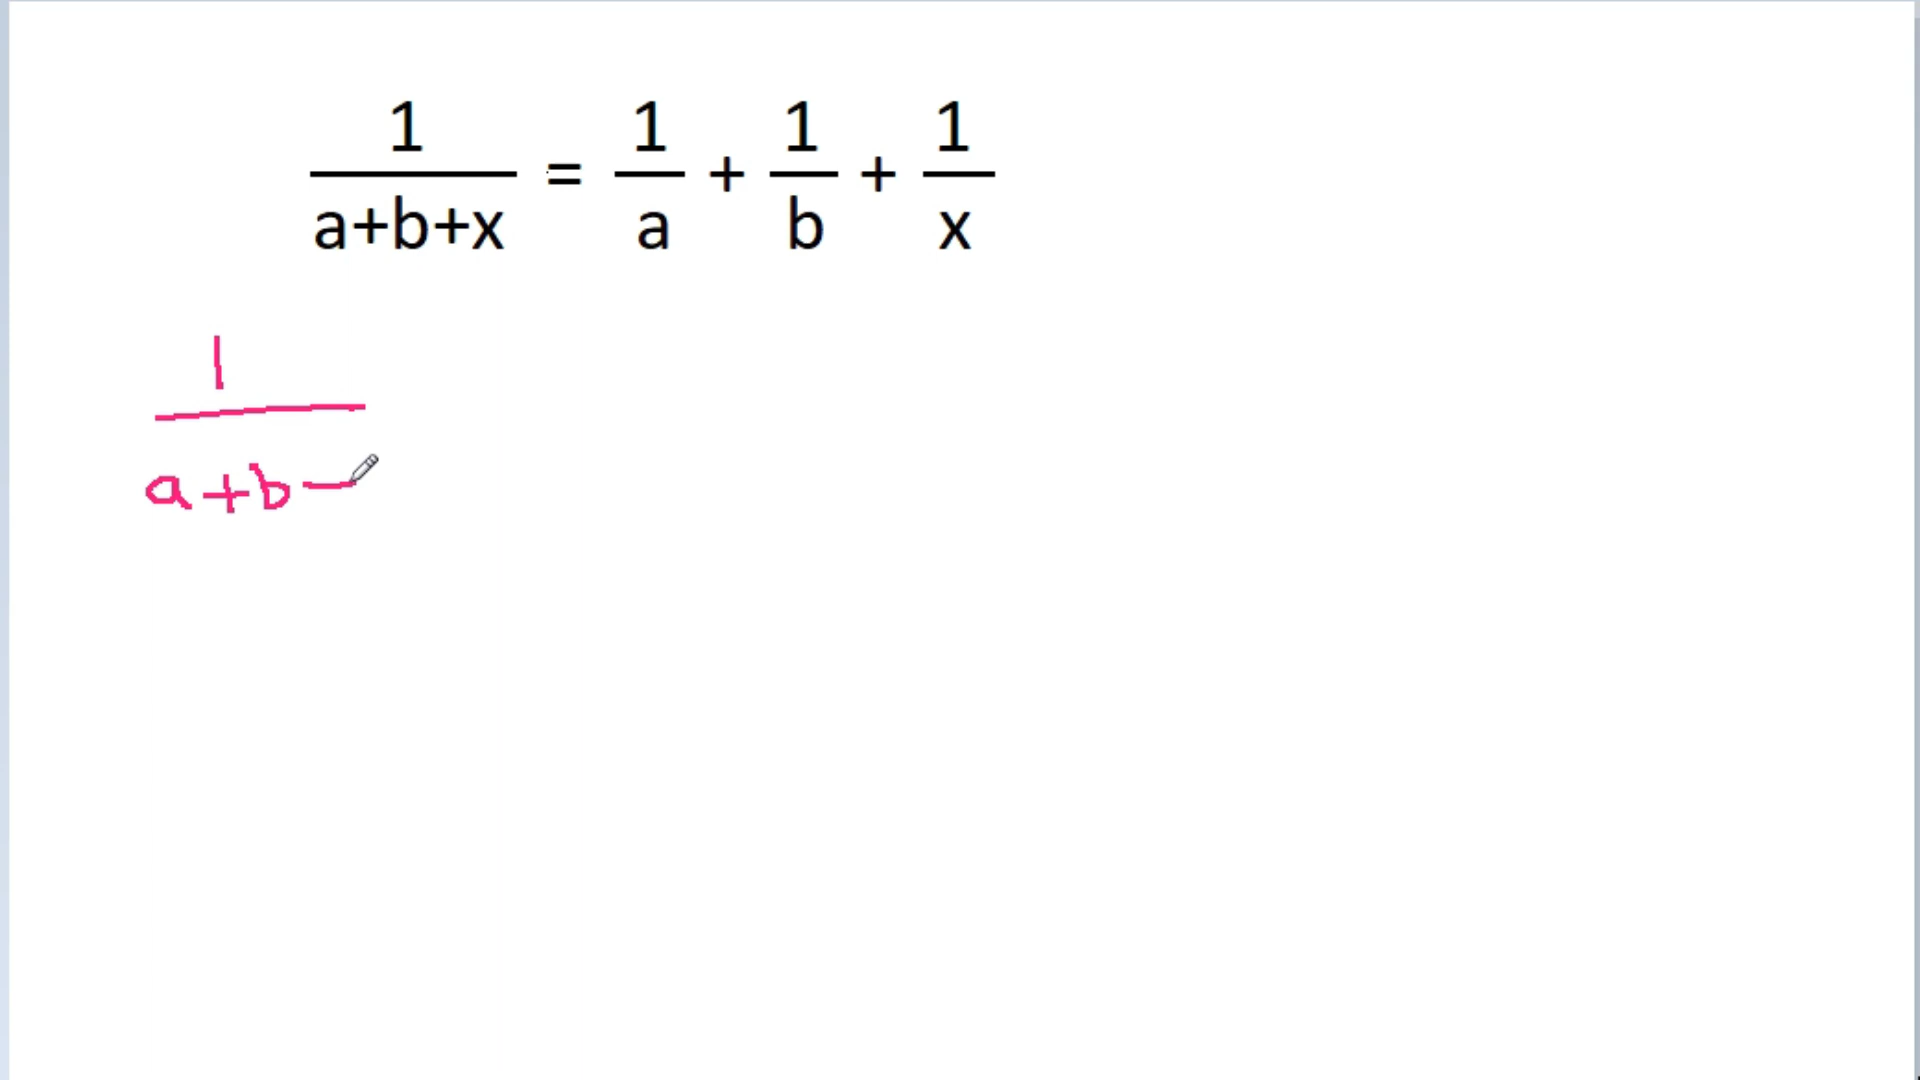 1/(a+b+x) = 1/a + 1/b + 1/x
1
a+b-